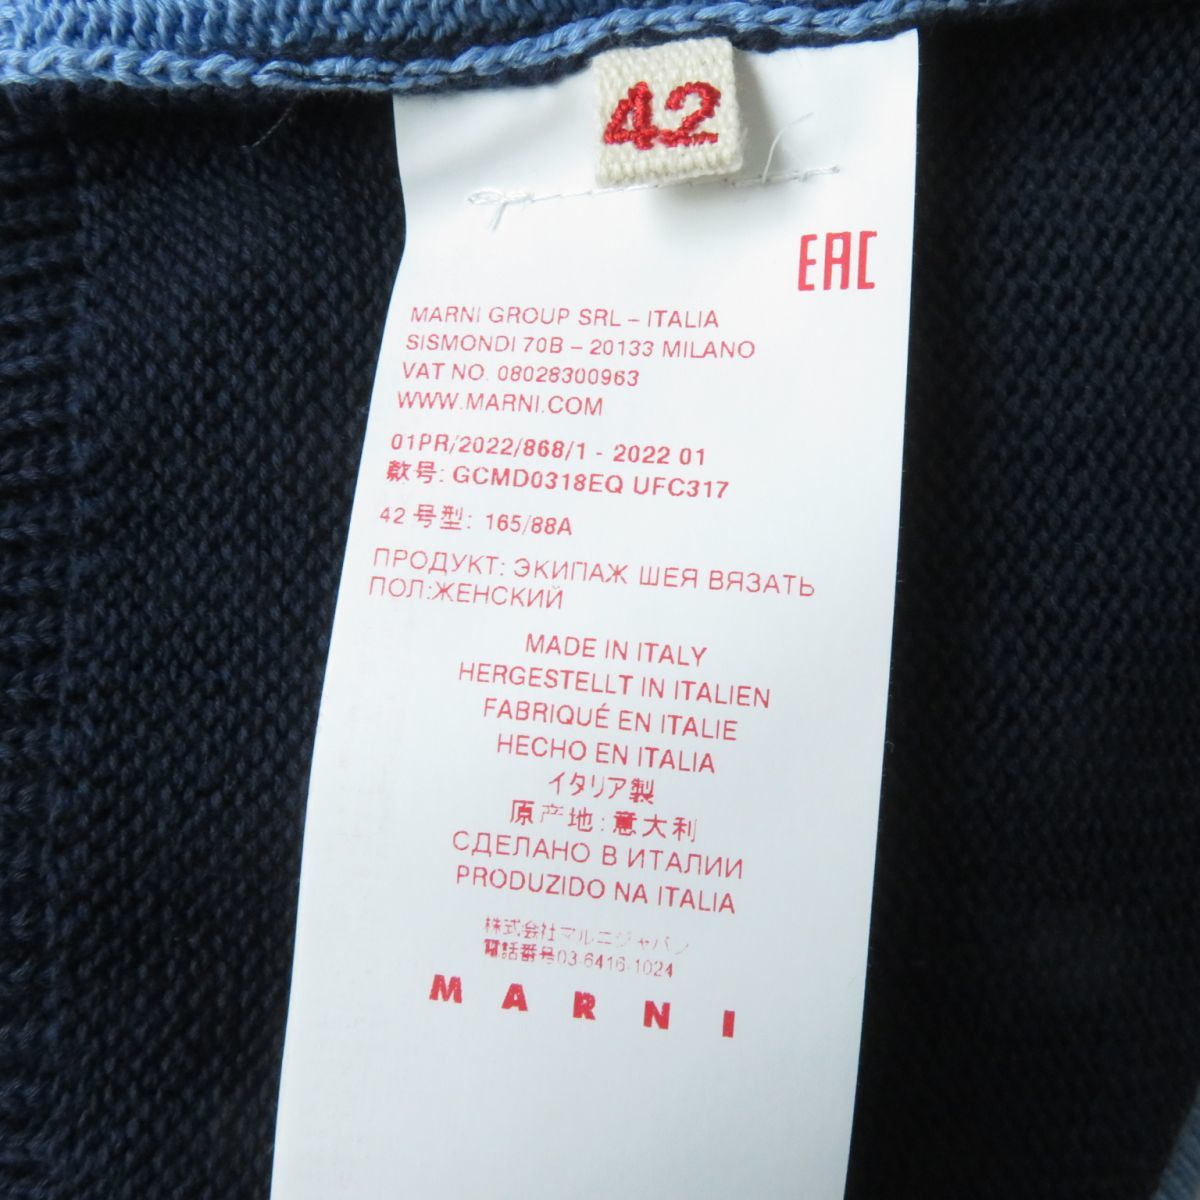 42
EAC
MARNI GROUP SRL – ITALIA
SISMONDI 70B – 20133 MILANO
VAT NO. 08028300963
WWW.MARNI.COM
01PR/2022/868/1 - 2022 01
款号: GCMD0318EQ UFC317
42 号型: 165/88A
ПРОДУКТ: ЭКИПАЖ ШЕЯ ВЯЗАТЬ
ПОЛ:ЖЕНСКИЙ
MADE IN ITALY
HERGESTELLT IN ITALIEN
FABRIQUÉ EN ITALIE
HECHO EN ITALIA
イタリア製
原产地: 意大利
СДЕЛАНО В ИТАЛИИ
PRODUZIDO NA ITALIA
株式会社マルニジャパン
電話番号03-6416-1024
MARNI